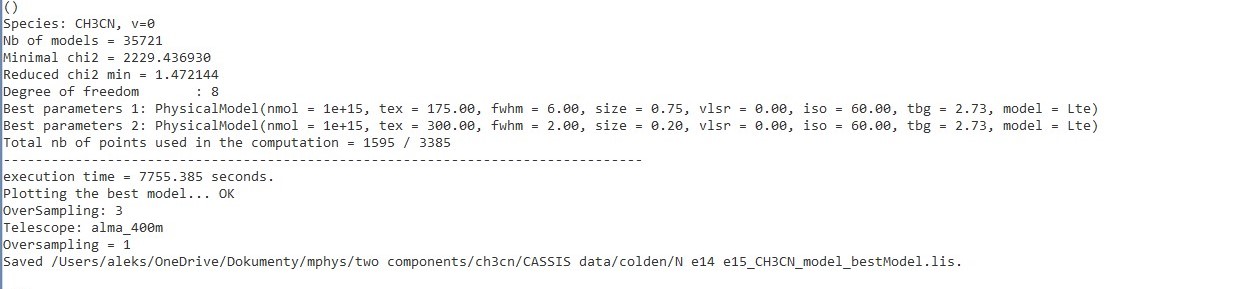 ()
Species: CH3CN, v=0
Nb of models = 35721
Minimal chi2 = 2229.436930
Reduced chi2 min = 1.472144
Degree of freedom       : 8
Best parameters 1: PhysicalModel(nmol = 1e+15, tex = 175.00, fwhm = 6.00, size = 0.75, vlsr = 0.00, iso = 60.00, tbg = 2.73, model = Lte)
Best parameters 2: PhysicalModel(nmol = 1e+15, tex = 300.00, fwhm = 2.00, size = 0.20, vlsr = 0.00, iso = 60.00, tbg = 2.73, model = Lte)
Total nb of points used in the computation = 1595 / 3385
--------------------------------------------------------------------------------
execution time = 7755.385 seconds.
Plotting the best model... OK
OverSampling: 3
Telescope: alma_400m
Oversampling = 1
Saved /Users/aleks/OneDrive/Dokumenty/mphys/two components/ch3cn/CASSIS data/colden/N e14  e15_CH3CN_model_bestModel.lis.